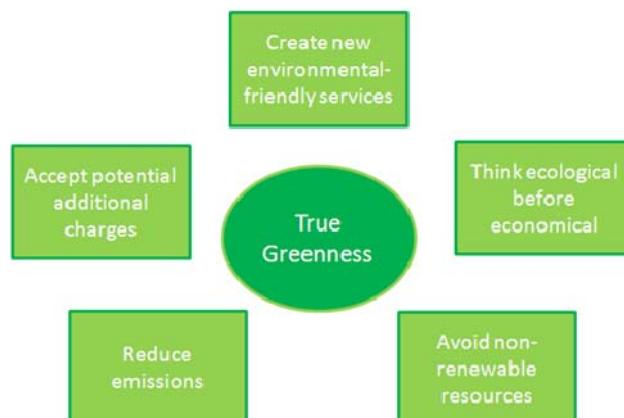 Create new
environmental-
friendly services
Accept potential
additional
charges
Think ecological
before
economical
True
Greenness
Reduce
emissions
Avoid non-
renewable
resources